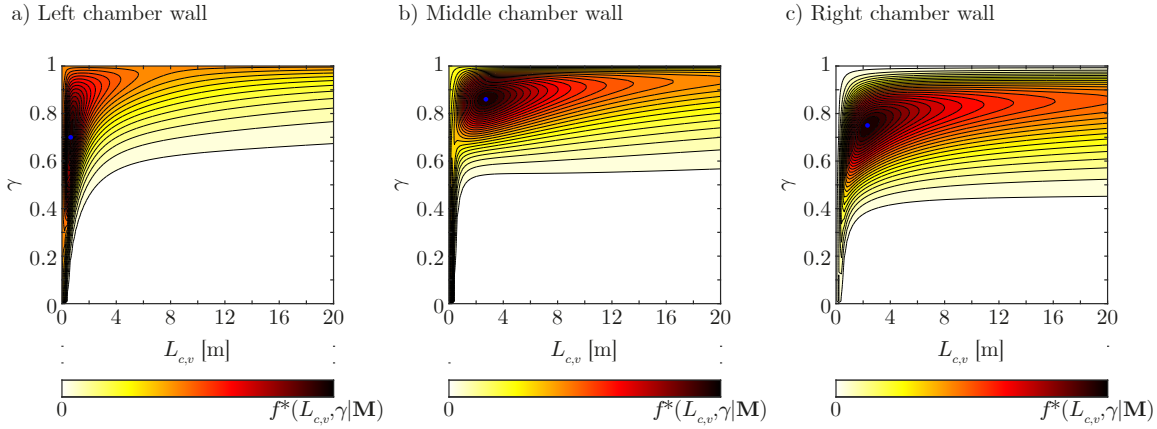 a) Left chamber wall
b) Middle chamber wall
c) Right chamber wall
1
0.8
0.6
0.4
0.2
0
γ
0 4 8 12 16 20
L_{c,v} [m]
0 f*(L_{c,v},γ|M)
1
0.8
0.6
0.4
0.2
0
γ
0 4 8 12 16 20
L_{c,v} [m]
0 f*(L_{c,v},γ|M)
1
0.8
0.6
0.4
0.2
0
γ
0 4 8 12 16 20
L_{c,v} [m]
0 f*(L_{c,v},γ|M)